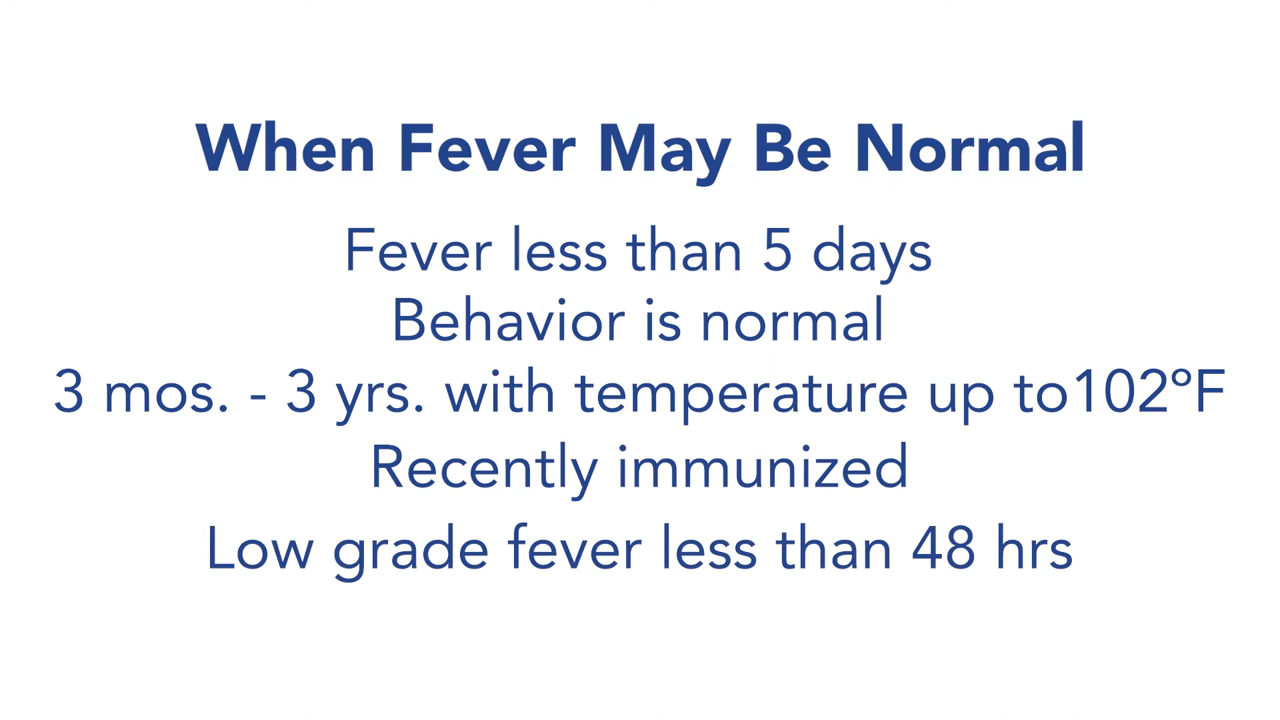 When Fever May Be Normal
Fever less than 5 days
Behavior is normal
3 mos. - 3 yrs. with temperature up to102ºF
Recently immunized
Low grade fever less than 48 hrs